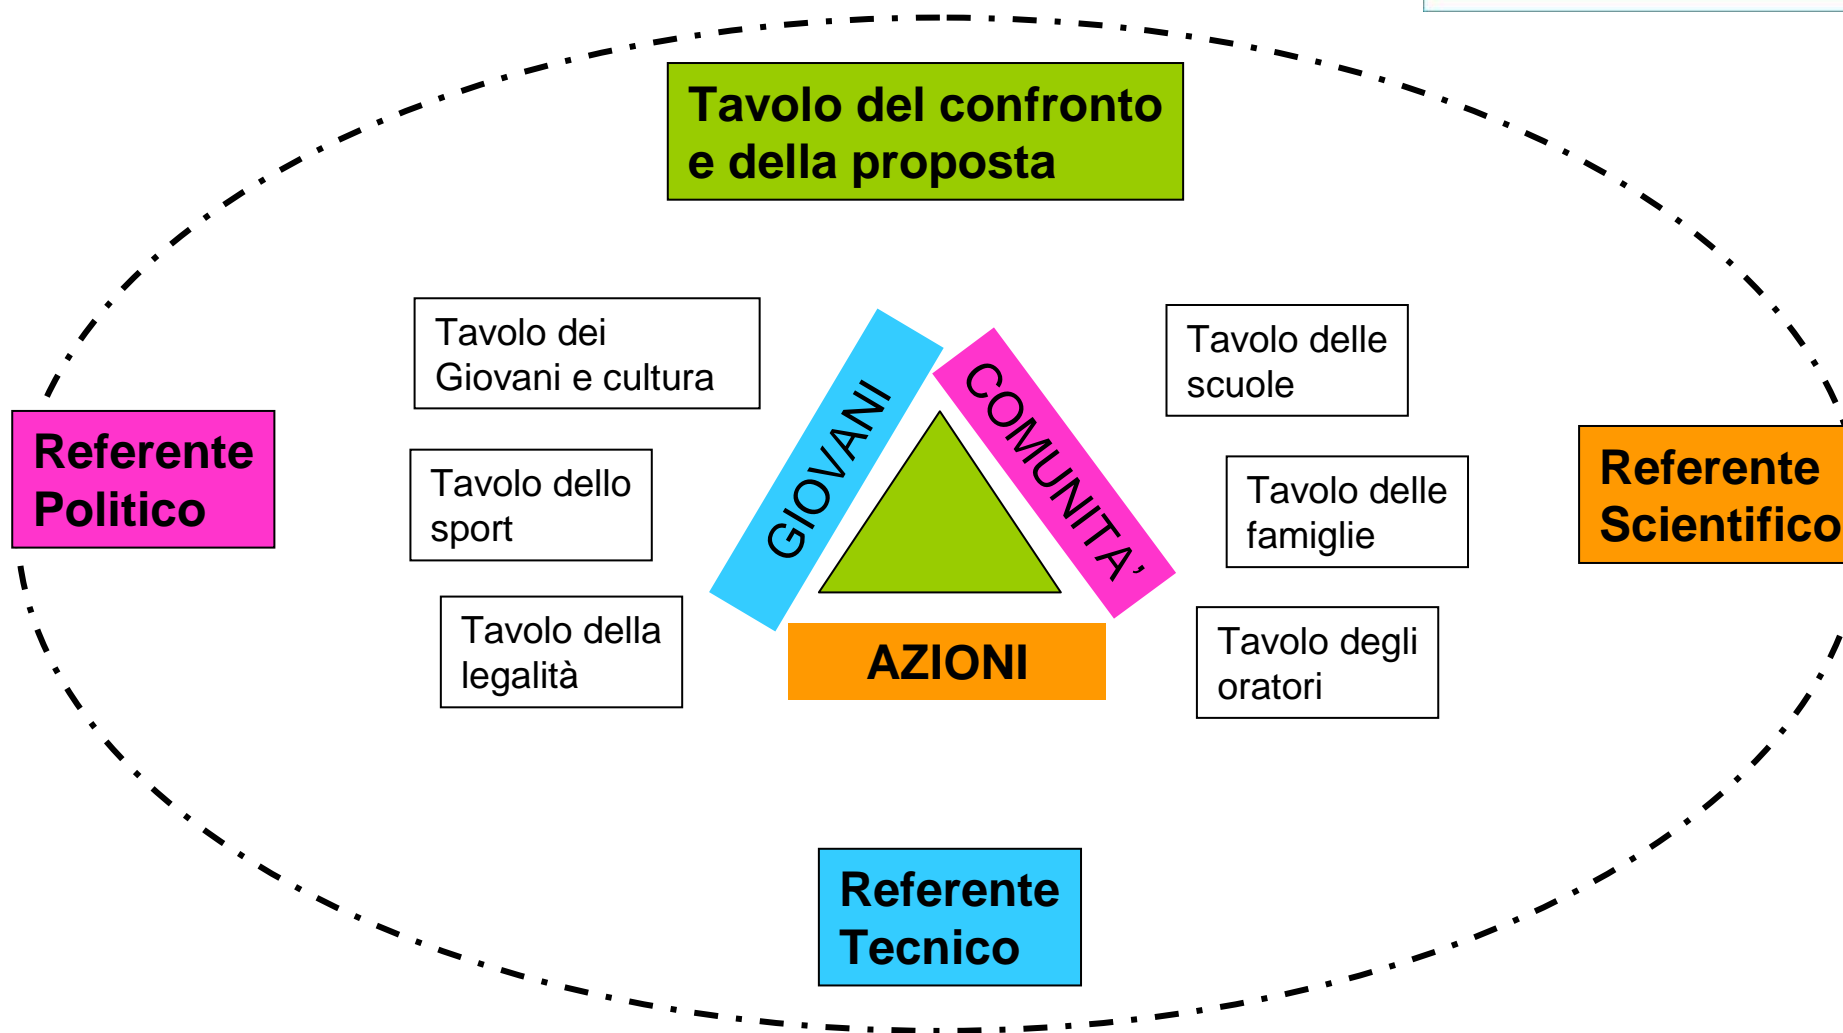 Tavolo del confronto
e della proposta
Tavolo dei
Giovani e cultura
Tavolo delle
scuole
GIOVANI
COMUNITA’
Referente
Politico
Tavolo dello
sport
Tavolo delle
famiglie
Referente
Scientifico
Tavolo della
legalità
AZIONI
Tavolo degli
oratori
Referente
Tecnico